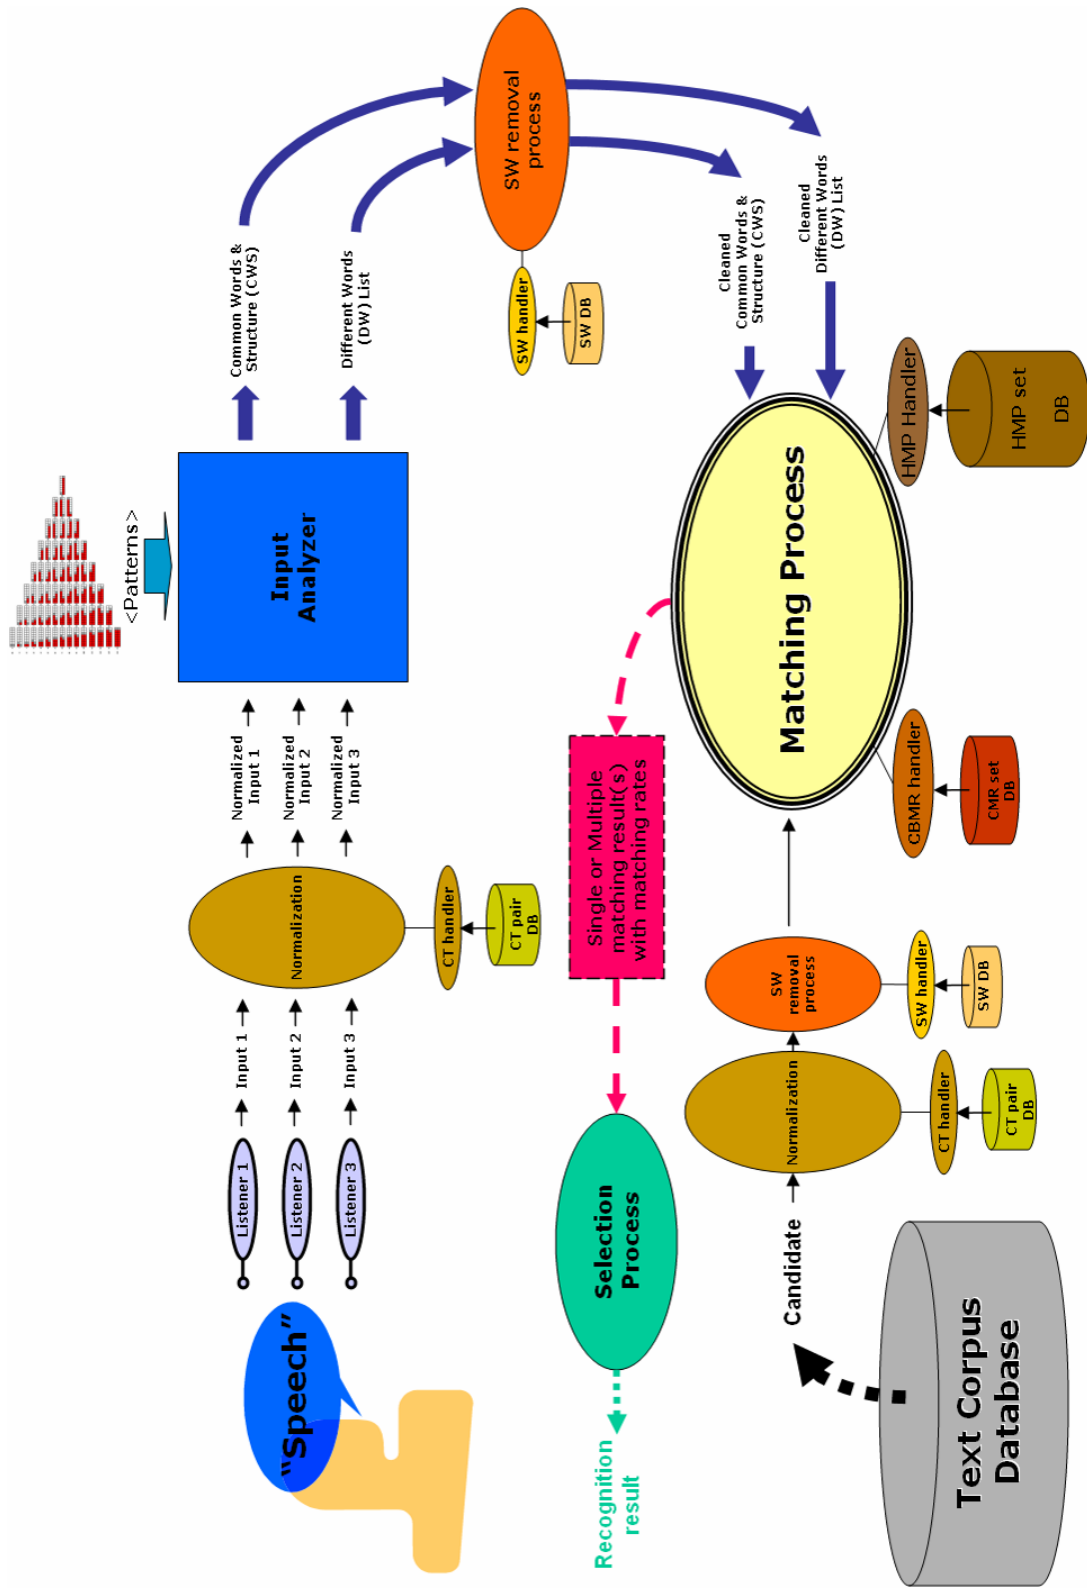 <Patterns>
"Speech"
Listener 1
Listener 2
Listener 3
Input 1
Input 2
Input 3
Normalization
CT handler
CT pair
DB
Normalized
Input 1
Normalized
Input 2
Normalized
Input 3
Input
Analyzer
Common Words &
Structure (CWS)
Different Words
(DW) List
SW removal
process
SW handler
SW DB
Cleaned
Common Words &
Structure (CWS)
Cleaned
Different Words
(DW) List
Recognition
result
Selection
Process
Single or Multiple
matching result(s)
with matching rates
Matching Process
HMP Handler
HMP set
DB
CBMR handler
CMR set
DB
Text Corpus
Database
Candidate
Normalization
CT handler
CT pair
DB
SW
removal
process
SW handler
SW DB